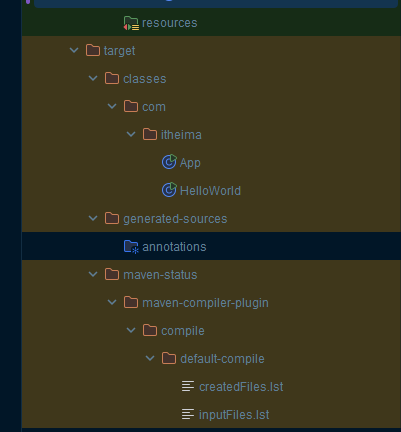 resources
target
classes
com
itheima
App
HelloWorld
generated-sources
annotations
maven-status
maven-compiler-plugin
compile
default-compile
createdFiles.lst
inputFiles.lst